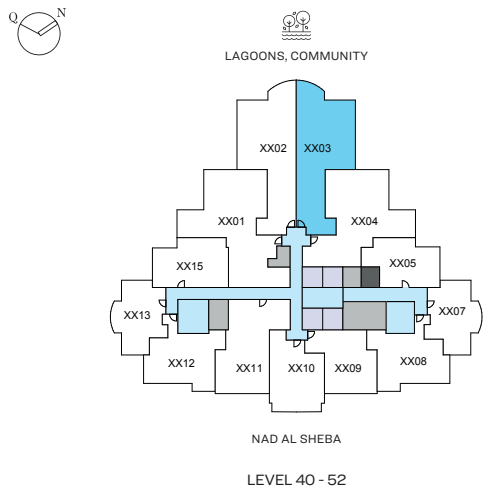 Q N
LAGOONS, COMMUNITY
XX02 XX03
XX01 XX04
XX15 XX05
XX13 XX07
XX12 XX11 XX10 XX09 XX08
NAD AL SHEBA
LEVEL 40 - 52